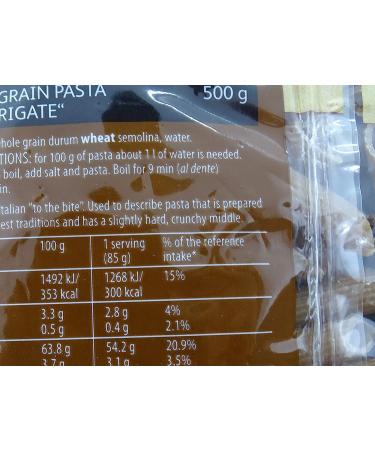 GRAIN PASTA 500 g
RIGATE“
hole grain durum wheat semolina, water.
TIONS: for 100 g of pasta about 1 l of water is needed.
boil, add salt and pasta. Boil for 9 min (al dente)
in.
talian "to the bite". Used to describe pasta that is prepared
est traditions and has a slightly hard, crunchy middle.
100 g 1 serving % of the reference
(85 g) intake*
1492 kJ/ 1268 kJ/ 15%
353 kcal 300 kcal
3.3 g 2.8 g 4%
0.5 g 0.4 g 2.1%
63.8 g 54.2 g 20.9%
3.7 g 3.1 g 3.5%